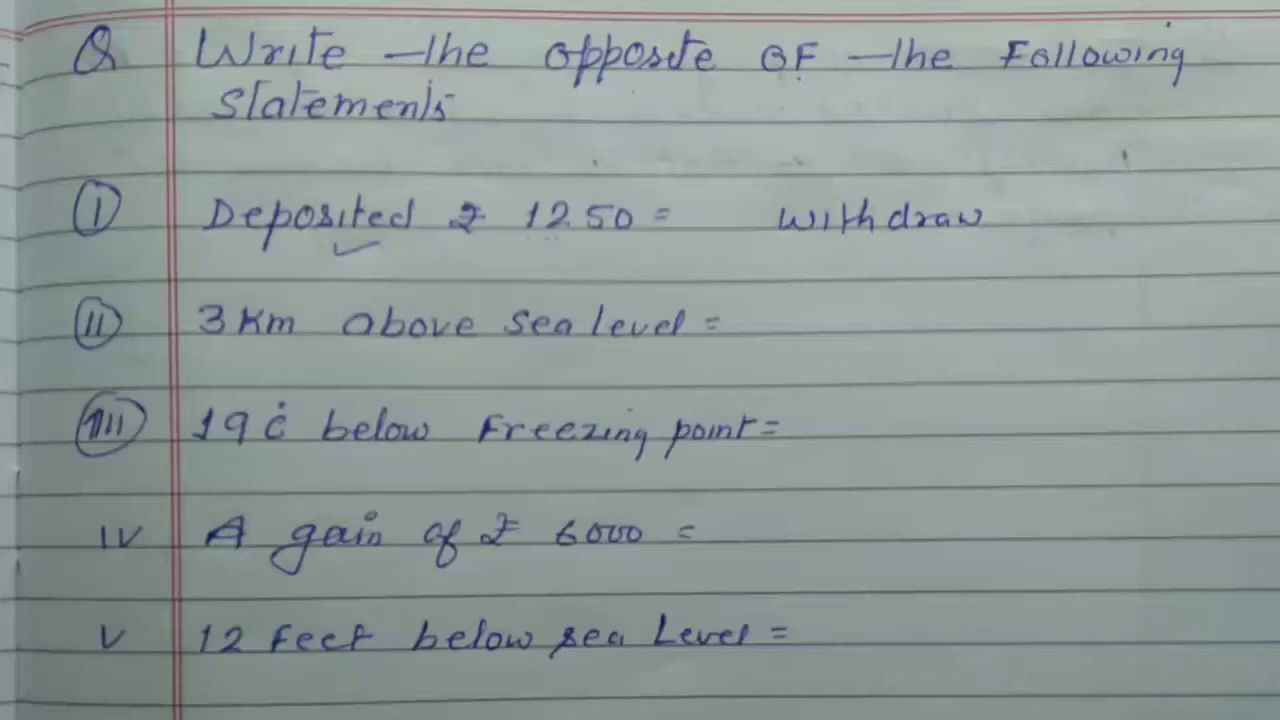 Q Write the opposite OF the Following
statements
(i) Deposited ₹ 1250 = withdraw
(ii) 3 Km above sea level =
(iii) 19°C below Freezing point =
iv A gain of ₹ 6000 =
v 12 Feet below sea Level =